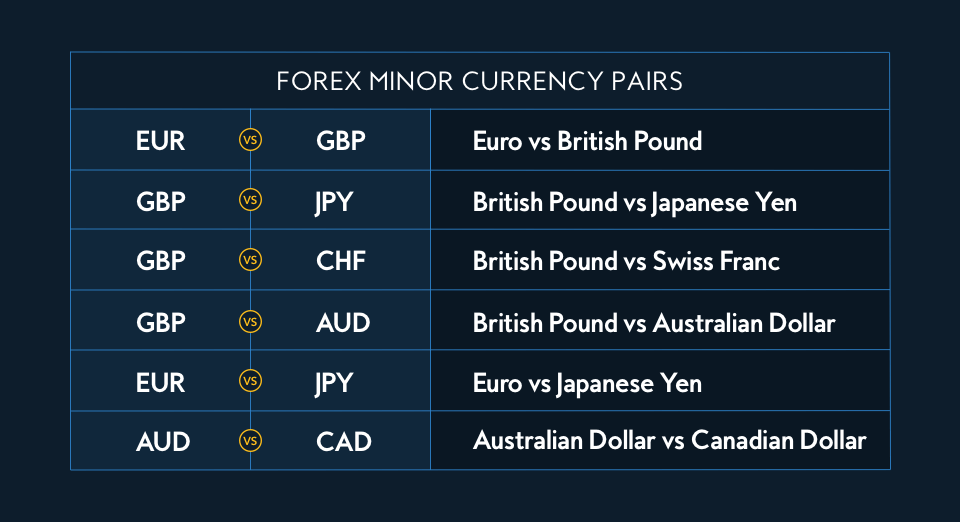 FOREX MINOR CURRENCY PAIRS
EUR VS GBP Euro vs British Pound
GBP VS JPY British Pound vs Japanese Yen
GBP VS CHF British Pound vs Swiss Franc
GBP VS AUD British Pound vs Australian Dollar
EUR VS JPY Euro vs Japanese Yen
AUD VS CAD Australian Dollar vs Canadian Dollar